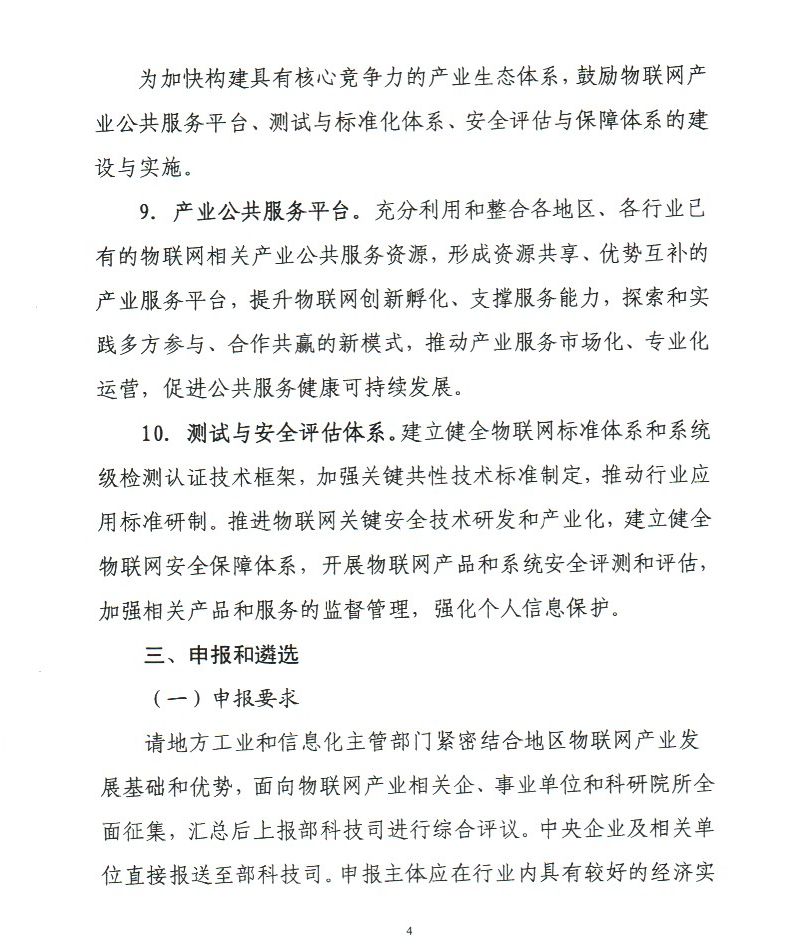 为加快构建具有核心竞争力的产业生态体系，鼓励物联网产
业公共服务平台、测试与标准化体系、安全评估与保障体系的建
设与实施。
9. 产业公共服务平台。充分利用和整合各地区、各行业已
有的物联网相关产业公共服务资源，形成资源共享、优势互补的
产业服务平台，提升物联网创新孵化、支撑服务能力，探索和实
践多方参与、合作共赢的新模式，推动产业服务市场化、专业化
运营，促进公共服务健康可持续发展。
10. 测试与安全评估体系。建立健全物联网标准体系和系统
级检测认证技术框架，加强关键共性技术标准制定，推动行业应
用标准研制。推进物联网关键安全技术研发和产业化，建立健全
物联网安全保障体系，开展物联网产品和系统安全评测和评估，
加强相关产品和服务的监督管理，强化个人信息保护。
三、申报和遴选
（一）申报要求
请地方工业和信息化主管部门紧密结合地区物联网产业发
展基础和优势，面向物联网产业相关企、事业单位和科研院所全
面征集，汇总后上报部科技司进行综合评议。中央企业及相关单
位直接报送至部科技司。申报主体应在行业内具有较好的经济实
4